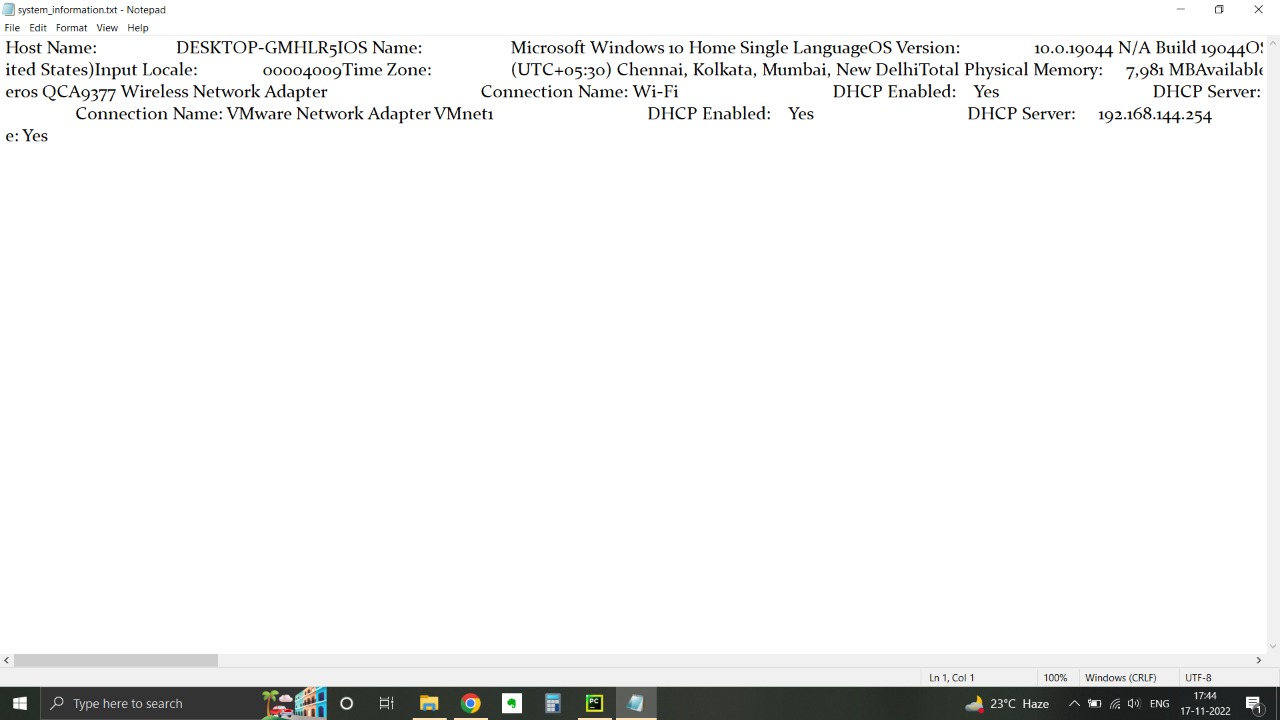 system_information.txt - Notepad
File Edit Format View Help
Host Name: DESKTOP-GMHLR5IOS Name: Microsoft Windows 10 Home Single LanguageOS Version: 10.0.19044 N/A Build 19044OS
ited States)Input Locale: 00004009Time Zone: (UTC+05:30) Chennai, Kolkata, Mumbai, New DelhiTotal Physical Memory: 7,981 MBAvailable
eros QCA9377 Wireless Network Adapter Connection Name: Wi-Fi DHCP Enabled: Yes DHCP Server:
Connection Name: VMware Network Adapter VMnet1 DHCP Enabled: Yes DHCP Server: 192.168.144.254
e: Yes
Ln 1, Col 1 100% Windows (CRLF) UTF-8
Type here to search PC 23°C Haze ENG 17:44
17-11-2022 1